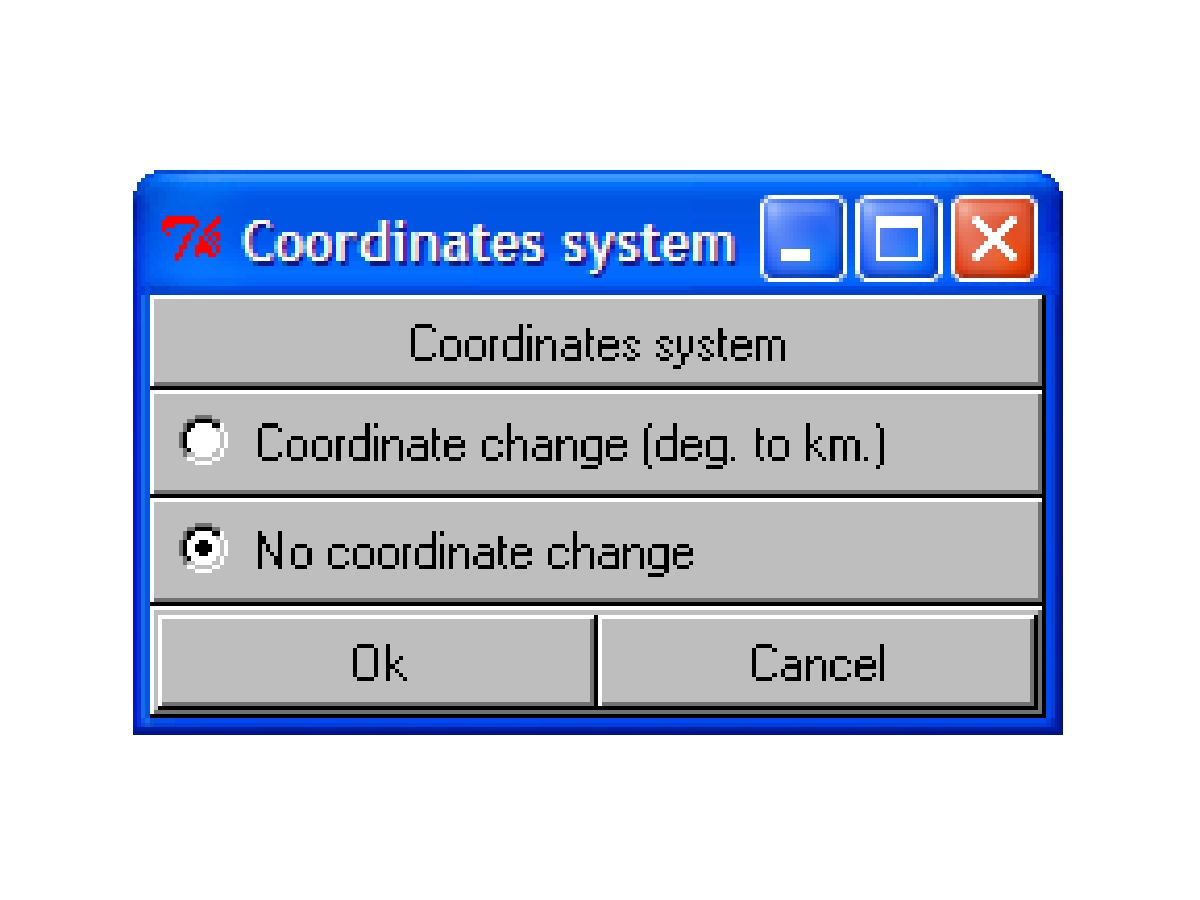 Tk Coordinates system
Coordinates system
Coordinate change (deg. to km.)
No coordinate change
Ok Cancel